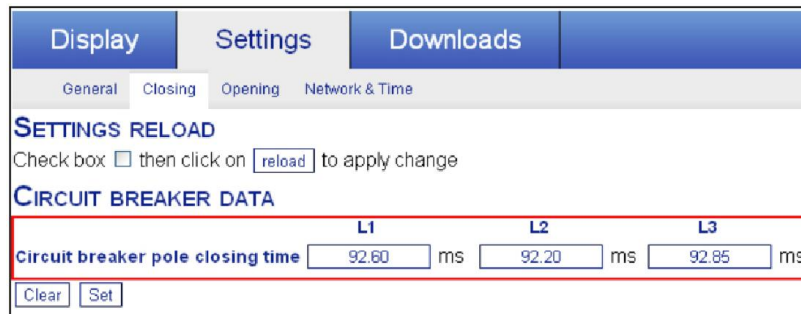 Display Settings Downloads
General Closing Opening Network & Time
SETTINGS RELOAD
Check box then click on reload to apply change
CIRCUIT BREAKER DATA
L1 L2 L3
Circuit breaker pole closing time 92.60 ms 92.20 ms 92.85 ms
Clear Set